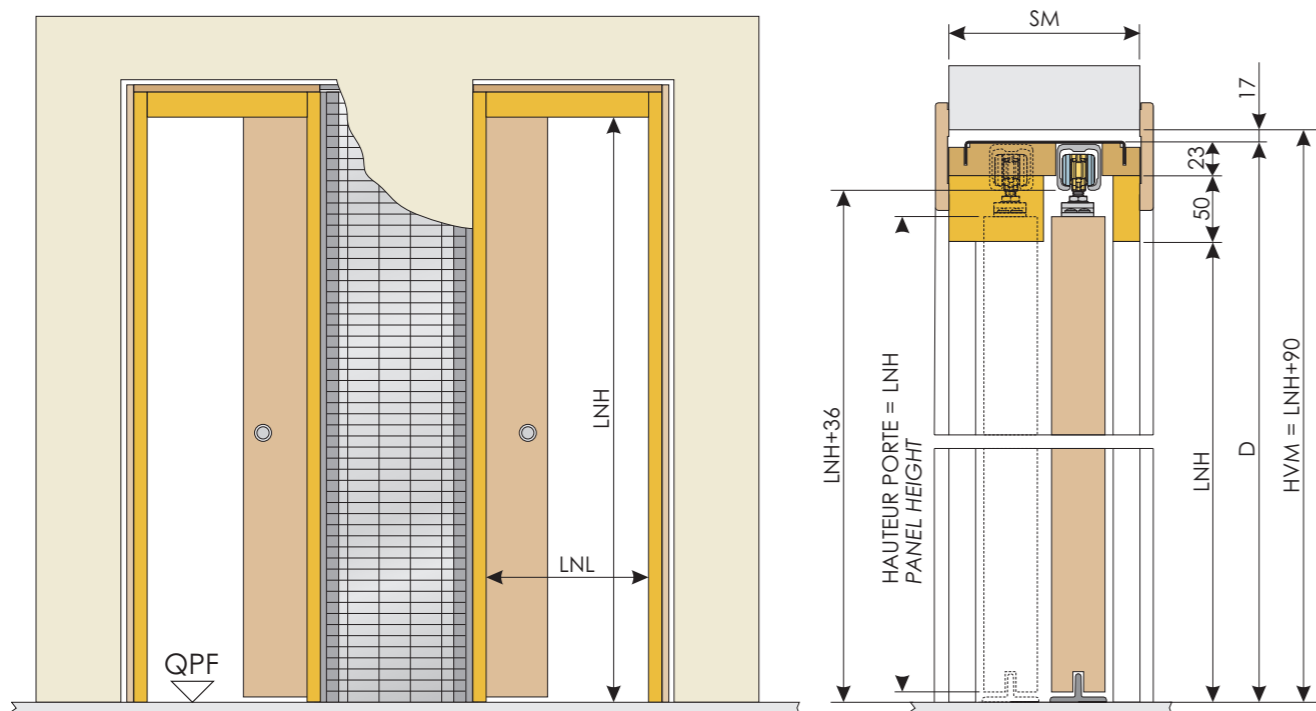 LNH
LNL
QPF
SM
17
23
50
LNH+36
HAUTEUR PORTE = LNH
PANEL HEIGHT
LNH
D
HVM = LNH+90